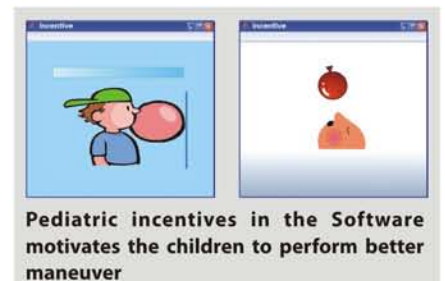 Incentive
Incentive
Pediatric incentives in the Software
motivates the children to perform better
maneuver